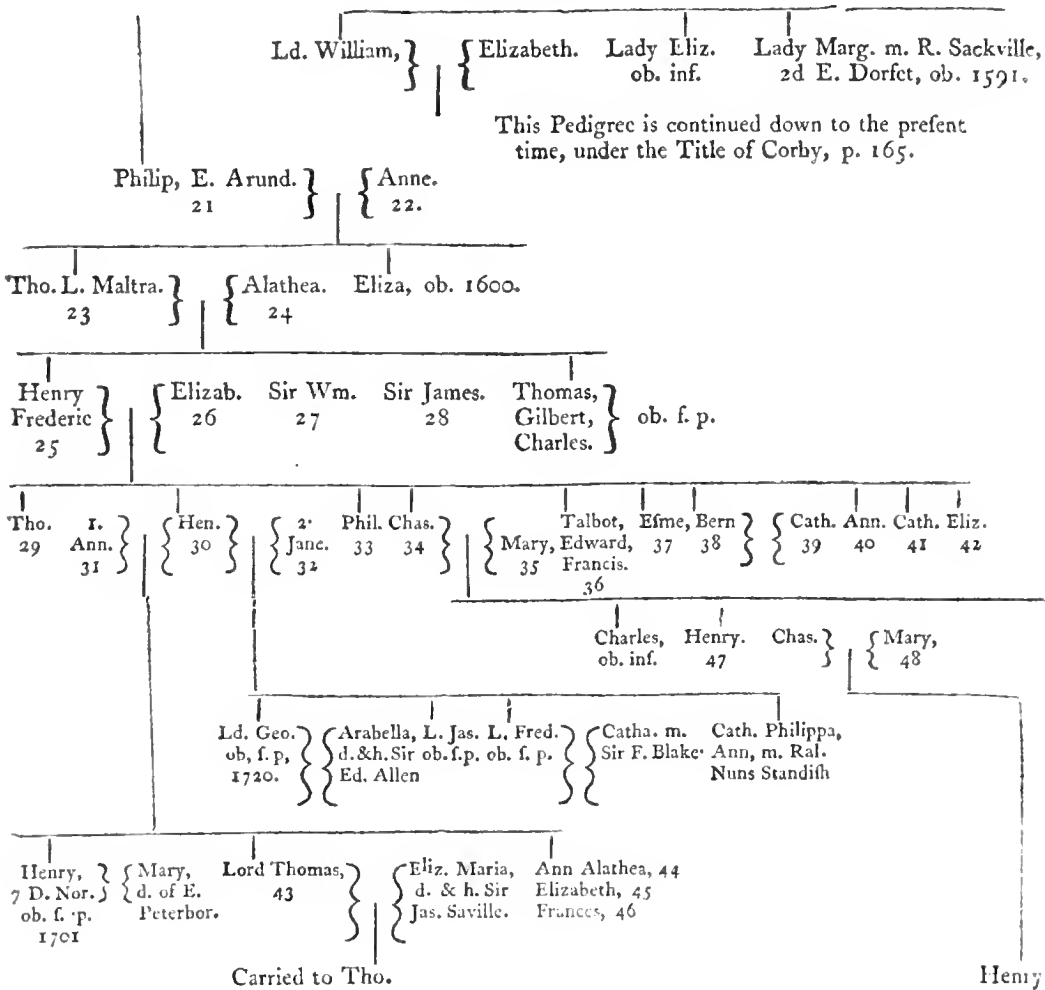 Ld. William, Elizabeth. Lady Eliz. Lady Marg. m. R. Sackville,
ob. inf. 2d E. Dorſet, ob. 1591.
This Pedigree is continued down to the preſent
time, under the Title of Corby, p. 165.
Philip, E. Arund. Anne.
21 22.
Tho. L. Maltra. Alathea. Eliza, ob. 1600.
23 24
Henry Elizab. Sir Wm. Sir James. Thomas,
Frederic 26 27 28 Gilbert, ob. ſ. p.
25 Charles.
Tho. 1. Hen. 2. Phil. Chas. Talbot, Eſme, Bern Cath. Ann. Cath. Eliz.
29 Ann. 30 Jane. 33 34 Mary, Edward, 37 38 39 40 41 42
31 32 35 Francis.
36
Charles, Henry. Chas. Mary,
ob. inf. 47 48
Ld. Geo. Arabella, L. Jas. L. Fred. Catha. m. Cath. Philippa,
ob, ſ. p, d. & h. Sir ob. ſ. p. ob. ſ. p. Sir F. Blake Ann, m. Ral.
1720. Ed. Allen Nuns Standiſh
Henry, Mary, Lord Thomas, Eliz. Maria, Ann Alathea, 44
7 D. Nor. d. of E. 43 d. & h. Sir Elizabeth, 45
ob. ſ. p. Peterbor. Jas. Saville. Frances, 46
1701
Carried to Tho. Henry